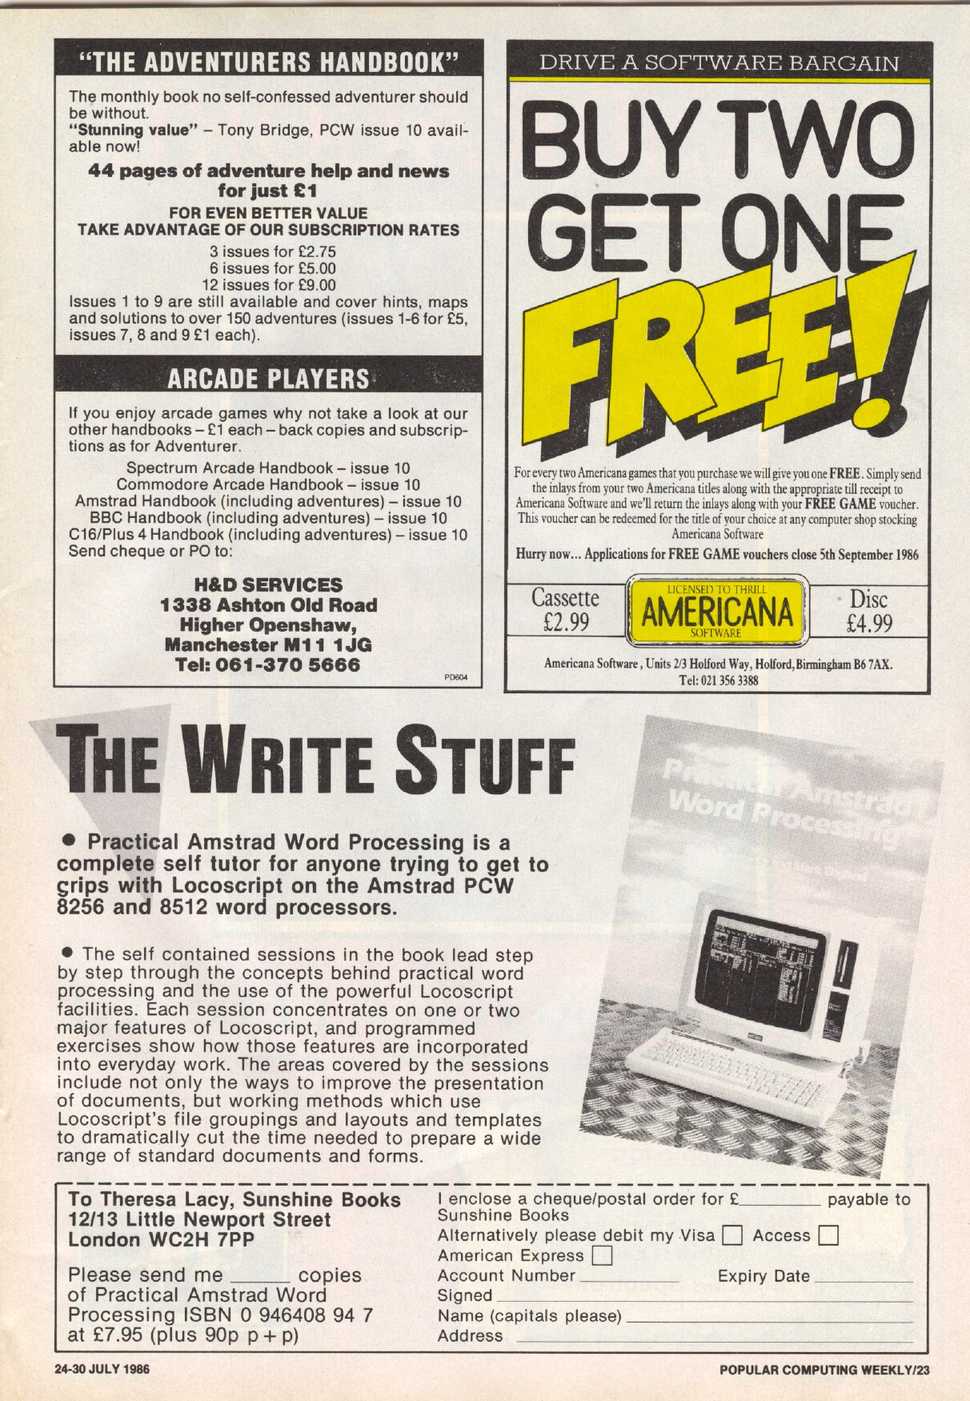 "THE ADVENTURERS HANDBOOK"
The monthly book no self-confessed adventurer should
be without.
"Stunning value" – Tony Bridge, PCW issue 10 avail-
able now!
44 pages of adventure help and news
for just £1
FOR EVEN BETTER VALUE
TAKE ADVANTAGE OF OUR SUBSCRIPTION RATES
3 issues for £2.75
6 issues for £5.00
12 issues for £9.00
Issues 1 to 9 are still available and cover hints, maps
and solutions to over 150 adventures (issues 1-6 for £5,
issues 7, 8 and 9 £1 each).
ARCADE PLAYERS
If you enjoy arcade games why not take a look at our
other handbooks – £1 each – back copies and subscrip-
tions as for Adventurer.
Spectrum Arcade Handbook – issue 10
Commodore Arcade Handbook – issue 10
Amstrad Handbook (including adventures) – issue 10
BBC Handbook (including adventures) – issue 10
C16/Plus 4 Handbook (including adventures) – issue 10
Send cheque or PO to:
H&D SERVICES
1338 Ashton Old Road
Higher Openshaw,
Manchester M11 1JG
Tel: 061-370 5666
PD604
DRIVE A SOFTWARE BARGAIN
BUY TWO
GET ONE
FREE!
For every two Americana games that you purchase we will give you one FREE. Simply send
the inlays from your two Americana titles along with the appropriate till receipt to
Americana Software and we'll return the inlays along with your FREE GAME voucher.
This voucher can be redeemed for the title of your choice at any computer shop stocking
Americana Software
Hurry now... Applications for FREE GAME vouchers close 5th September 1986
Cassette
£2.99
LICENSED TO THRILL
AMERICANA
SOFTWARE
Disc
£4.99
Americana Software, Units 2/3 Holford Way, Holford, Birmingham B6 7AX.
Tel: 021 356 3388
THE WRITE STUFF
● Practical Amstrad Word Processing is a
complete self tutor for anyone trying to get to
grips with Locoscript on the Amstrad PCW
8256 and 8512 word processors.
● The self contained sessions in the book lead step
by step through the concepts behind practical word
processing and the use of the powerful Locoscript
facilities. Each session concentrates on one or two
major features of Locoscript, and programmed
exercises show how those features are incorporated
into everyday work. The areas covered by the sessions
include not only the ways to improve the presentation
of documents, but working methods which use
Locoscript's file groupings and layouts and templates
to dramatically cut the time needed to prepare a wide
range of standard documents and forms.
Practical Amstrad
Word Processing
To Theresa Lacy, Sunshine Books
12/13 Little Newport Street
London WC2H 7PP
Please send me ______ copies
of Practical Amstrad Word
Processing ISBN 0 946408 94 7
at £7.95 (plus 90p p + p)
I enclose a cheque/postal order for £________ payable to
Sunshine Books
Alternatively please debit my Visa □ Access □
American Express □
Account Number __________ Expiry Date __________
Signed
Name (capitals please)
Address
24-30 JULY 1986
POPULAR COMPUTING WEEKLY/23